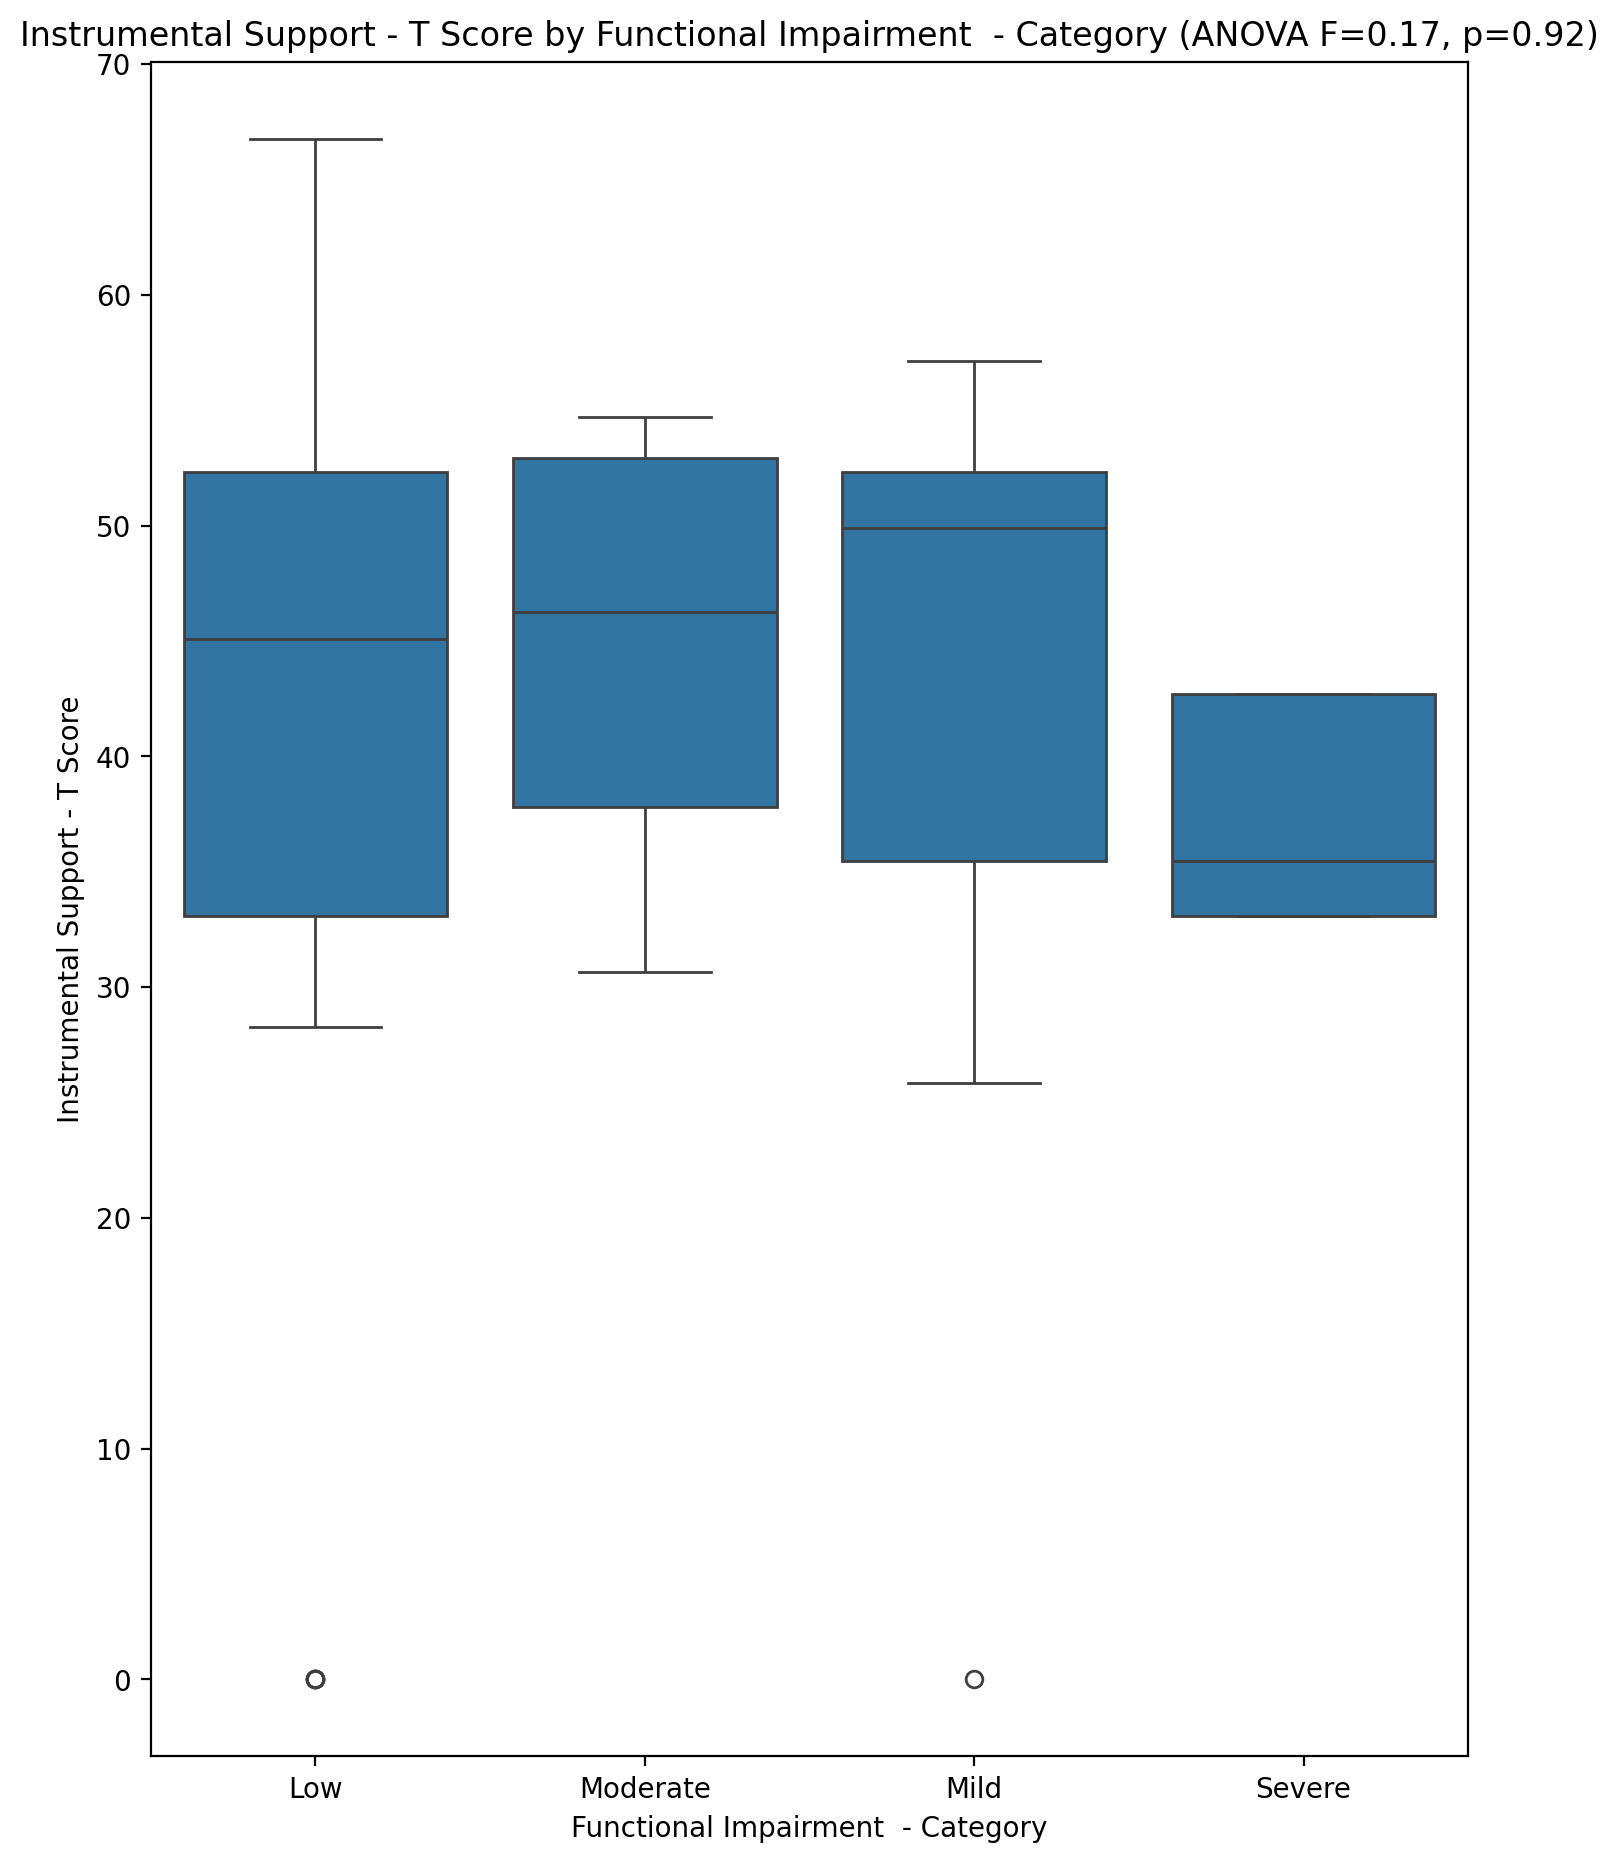 Instrumental Support - T Score by Functional Impairment  - Category (ANOVA F=0.17, p=0.92)
70
60
50
40
30
20
10
0
Instrumental Support - T Score
Low
Moderate
Mild
Severe
Functional Impairment  - Category